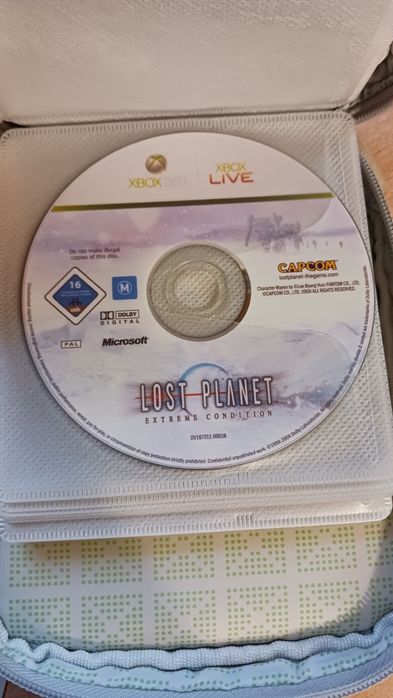 XBOX 360
XBOX
LIVE
Do not make illegal
copies of this disc.
16
M
DOLBY
DIGITAL
PAL
Microsoft
CAPCOM
lostplanet-thegame.com
Character Wayne by ©Lee Byung Hun/FANTOM CO., LTD.
©CAPCOM CO., LTD. 2006 ALL RIGHTS RESERVED.
LOST PLANET
EXTREME CONDITION